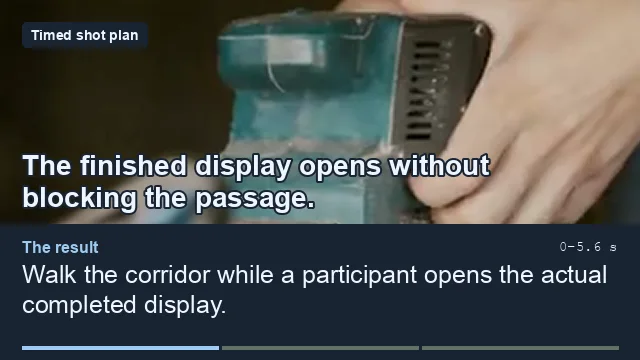 Timed shot plan
The finished display opens without
blocking the passage.
The result
0–5.6 s
Walk the corridor while a participant opens the actual
completed display.